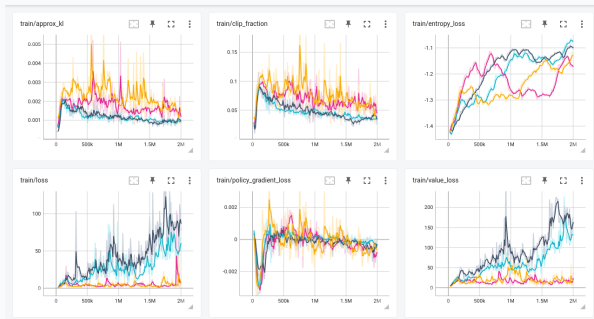 train/approx_kl
train/clip_fraction
train/entropy_loss
0.005
0.004
0.003
0.002
0.001
0 500k 1M 1.5M 2M
0.15
0.1
0.05
0 500k 1M 1.5M 2M
-1.1
-1.2
-1.3
-1.4
0 500k 1M 1.5M 2M
train/loss
train/policy_gradient_loss
train/value_loss
100
50
0
0 500k 1M 1.5M 2M
0.002
0
-0.002
0 500k 1M 1.5M 2M
200
150
100
50
0
0 500k 1M 1.5M 2M